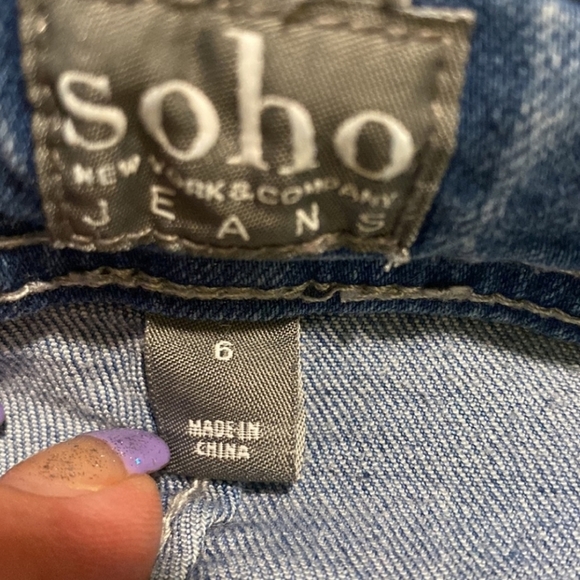 soho
NEW YORK & COMPANY
JEANS
6
MADE IN
CHINA